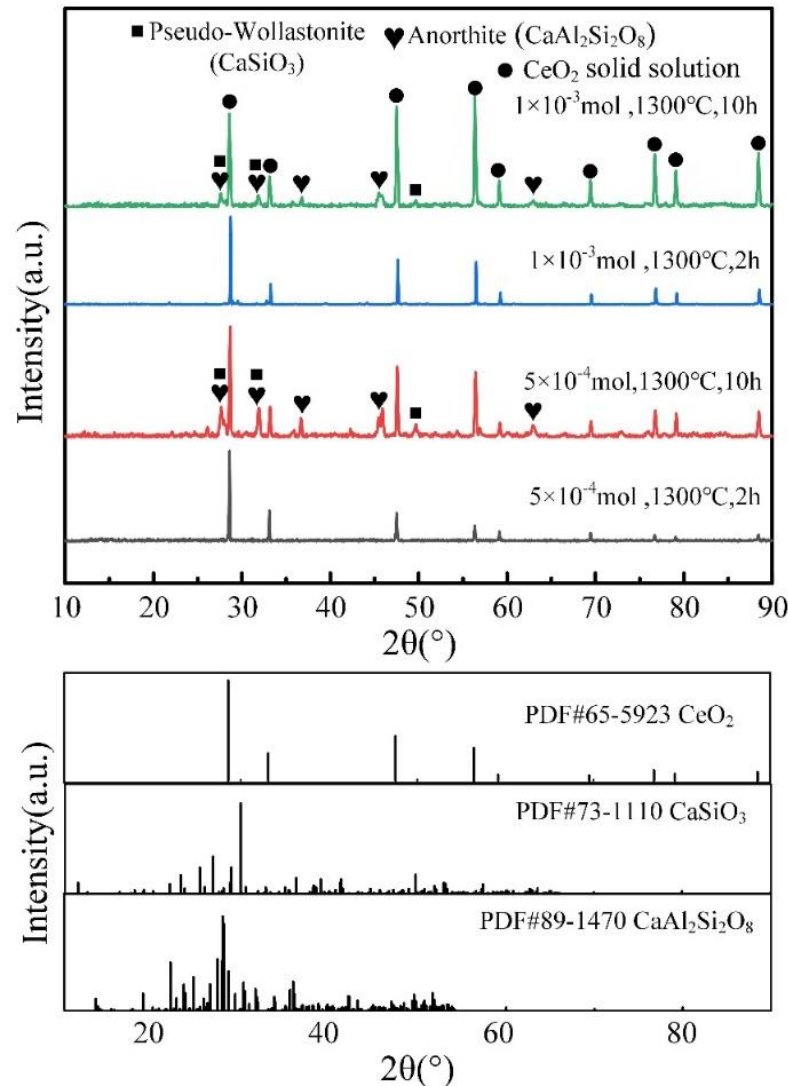 ■ Pseudo-Wollastonite ♥ Anorthite (CaAl₂Si₂O₈)
(CaSiO₃) ● CeO₂ solid solution
1×10⁻³mol ,1300℃,10h
1×10⁻³mol ,1300℃,2h
5×10⁻⁴mol,1300℃,10h
5×10⁻⁴mol ,1300℃,2h
Intensity(a.u.)
10 20 30 40 50 60 70 80 90
2θ(°)
PDF#65-5923 CeO₂
PDF#73-1110 CaSiO₃
PDF#89-1470 CaAl₂Si₂O₈
Intensity(a.u.)
20 40 60 80
2θ(°)